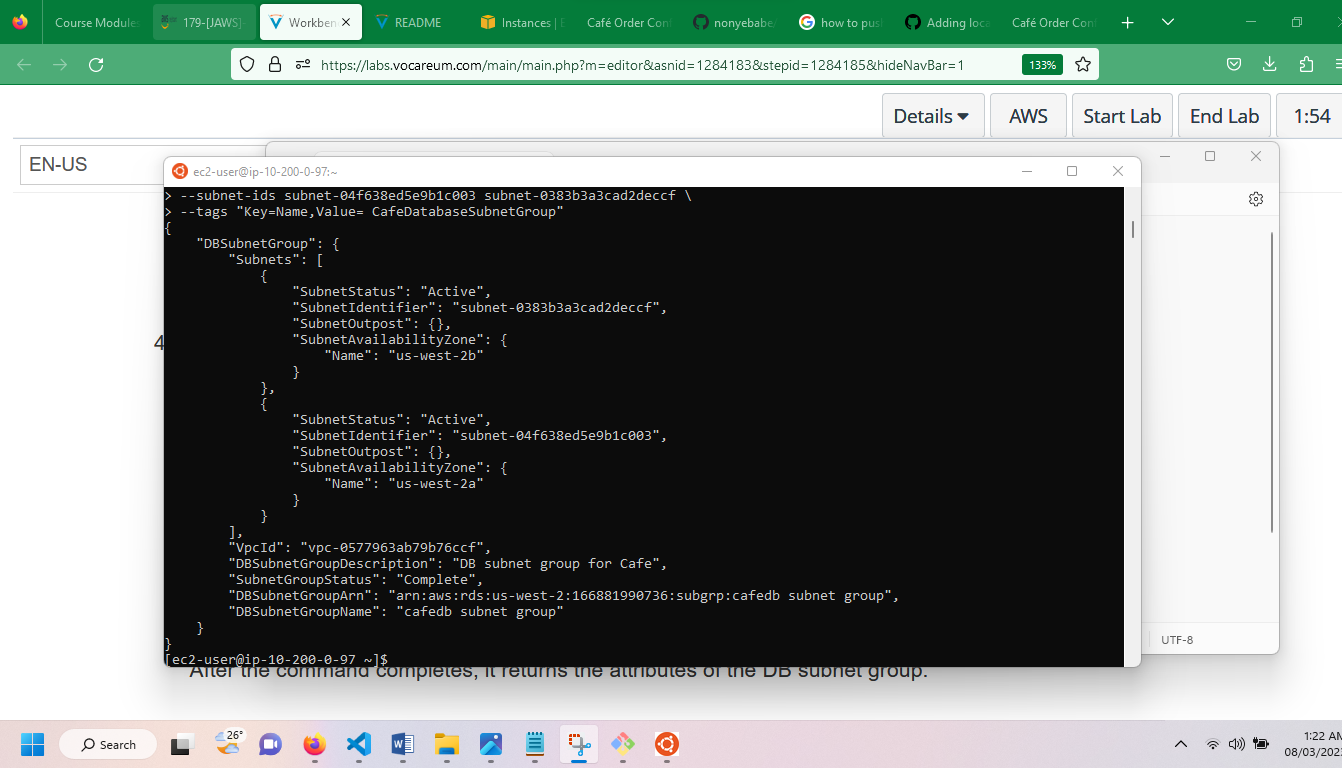 Course Module
179-[JAWS]-
Workben
README
Instances | E
Café Order Con
nonyebabe/
how to pus
Adding loca
Café Order Con
https://labs.vocareum.com/main/main.php?m=editor&asnid=1284183&stepid=1284185&hideNavBar=1
133%
Details
AWS
Start Lab
End Lab
1:54
EN-US
ec2-user@ip-10-200-0-97:~
> --subnet-ids subnet-04f638ed5e9b1c003 subnet-0383b3a3cad2deccf \
> --tags "Key=Name,Value= CafeDatabaseSubnetGroup"
{
    "DBSubnetGroup": {
        "Subnets": [
            {
                "SubnetStatus": "Active",
                "SubnetIdentifier": "subnet-0383b3a3cad2deccf",
                "SubnetOutpost": {},
                "SubnetAvailabilityZone": {
                    "Name": "us-west-2b"
                }
            },
            {
                "SubnetStatus": "Active",
                "SubnetIdentifier": "subnet-04f638ed5e9b1c003",
                "SubnetOutpost": {},
                "SubnetAvailabilityZone": {
                    "Name": "us-west-2a"
                }
            }
        ],
        "VpcId": "vpc-0577963ab79b76ccf",
        "DBSubnetGroupDescription": "DB subnet group for Cafe",
        "SubnetGroupStatus": "Complete",
        "DBSubnetGroupArn": "arn:aws:rds:us-west-2:166881990736:subgrp:cafedb subnet group",
        "DBSubnetGroupName": "cafedb subnet group"
    }
}
[ec2-user@ip-10-200-0-97 ~]$
4
UTF-8
After the command completes, it returns the attributes of the DB subnet group.
Search
26°
1:22 AM
08/03/202